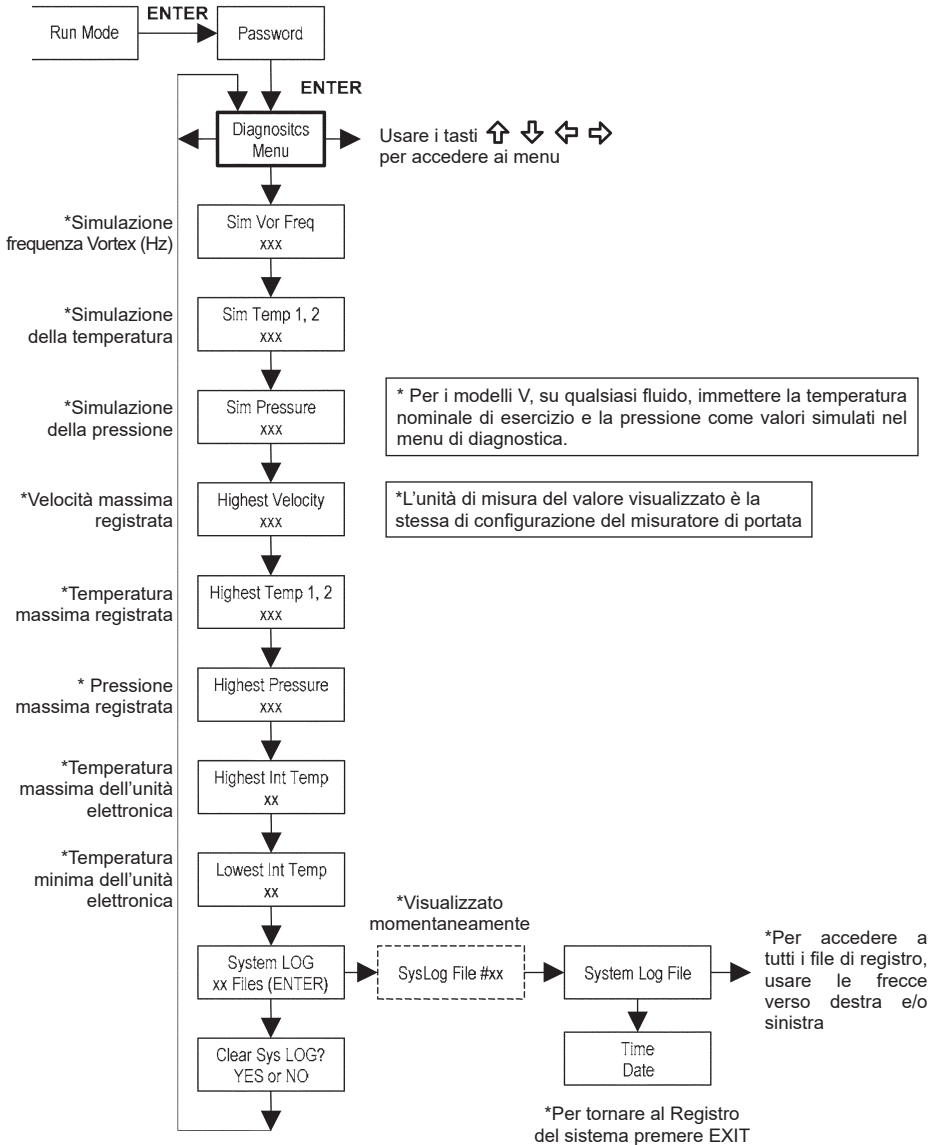 ENTER
Run Mode
Password
ENTER
Diagnositcs
Menu
Usare i tasti
per accedere ai menu
*Simulazione
frequenza Vortex (Hz)
Sim Vor Freq
xxx
*Simulazione
della temperatura
Sim Temp 1, 2
xxx
*Simulazione
della pressione
Sim Pressure
xxx
* Per i modelli V, su qualsiasi fluido, immettere la temperatura
nominale di esercizio e la pressione come valori simulati nel
menu di diagnostica.
*Velocità massima
registrata
Highest Velocity
xxx
*L'unità di misura del valore visualizzato è la
stessa di configurazione del misuratore di portata
*Temperatura
massima registrata
Highest Temp 1, 2
xxx
* Pressione
massima registrata
Highest Pressure
xxx
*Temperatura
massima dell'unità
elettronica
Highest Int Temp
xx
*Temperatura
minima dell'unità
elettronica
Lowest Int Temp
xx
*Visualizzato
momentaneamente
System LOG
xx Files (ENTER)
SysLog File #xx
System Log File
*Per accedere a
tutti i file di registro,
usare le frecce
verso destra e/o
sinistra
Clear Sys LOG?
YES or NO
Time
Date
*Per tornare al Registro
del sistema premere EXIT